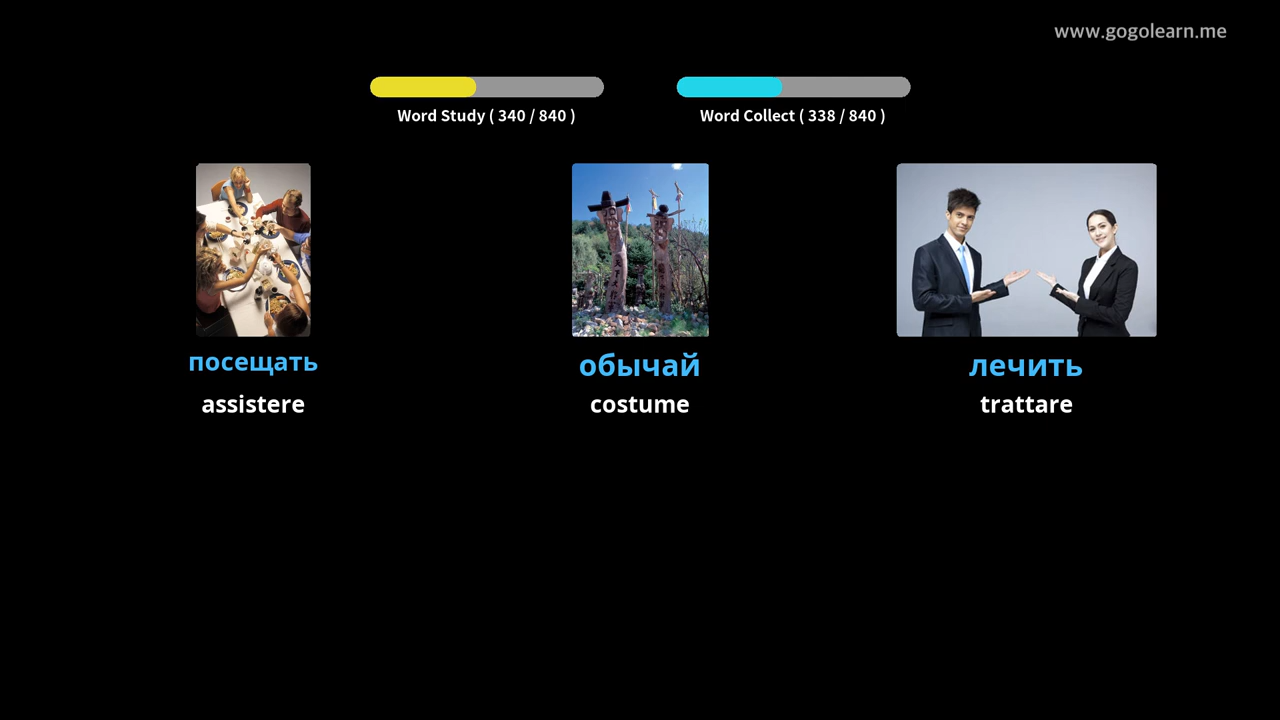 www.gogolearn.me
Word Study ( 340 / 840 )
Word Collect ( 338 / 840 )
посещать
обычай
лечить
assistere
costume
trattare